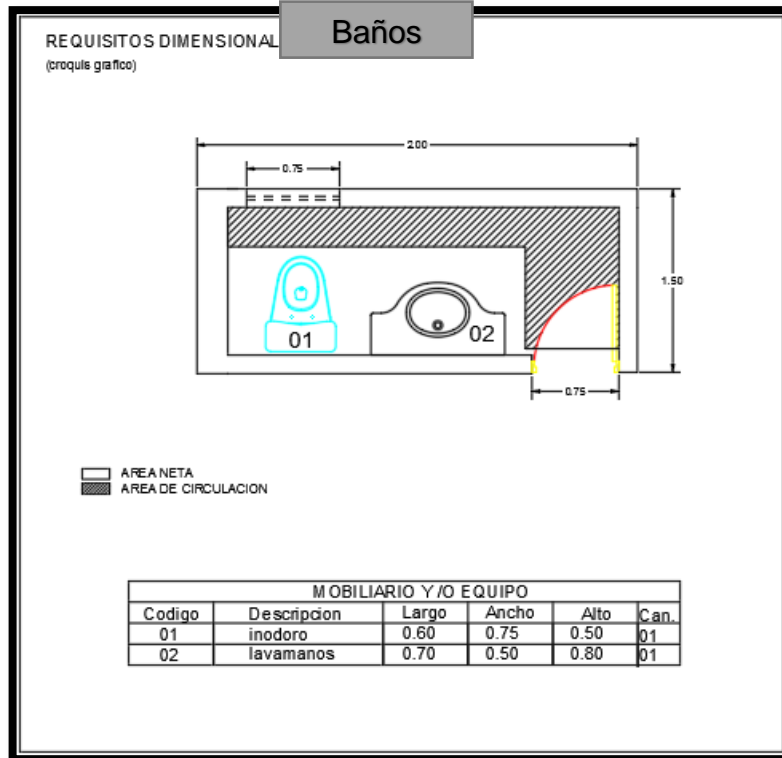 Baños
REQUISITOS DIMENSIONAL
(croquis grafico)
2.00
0.75
1.50
01
02
0.75
AREA NETA
AREA DE CIRCULACION
MOBILIARIO Y/O EQUIPO
Codigo Descripcion Largo Ancho Alto Can.
01 inodoro 0.60 0.75 0.50 01
02 lavamanos 0.70 0.50 0.80 01